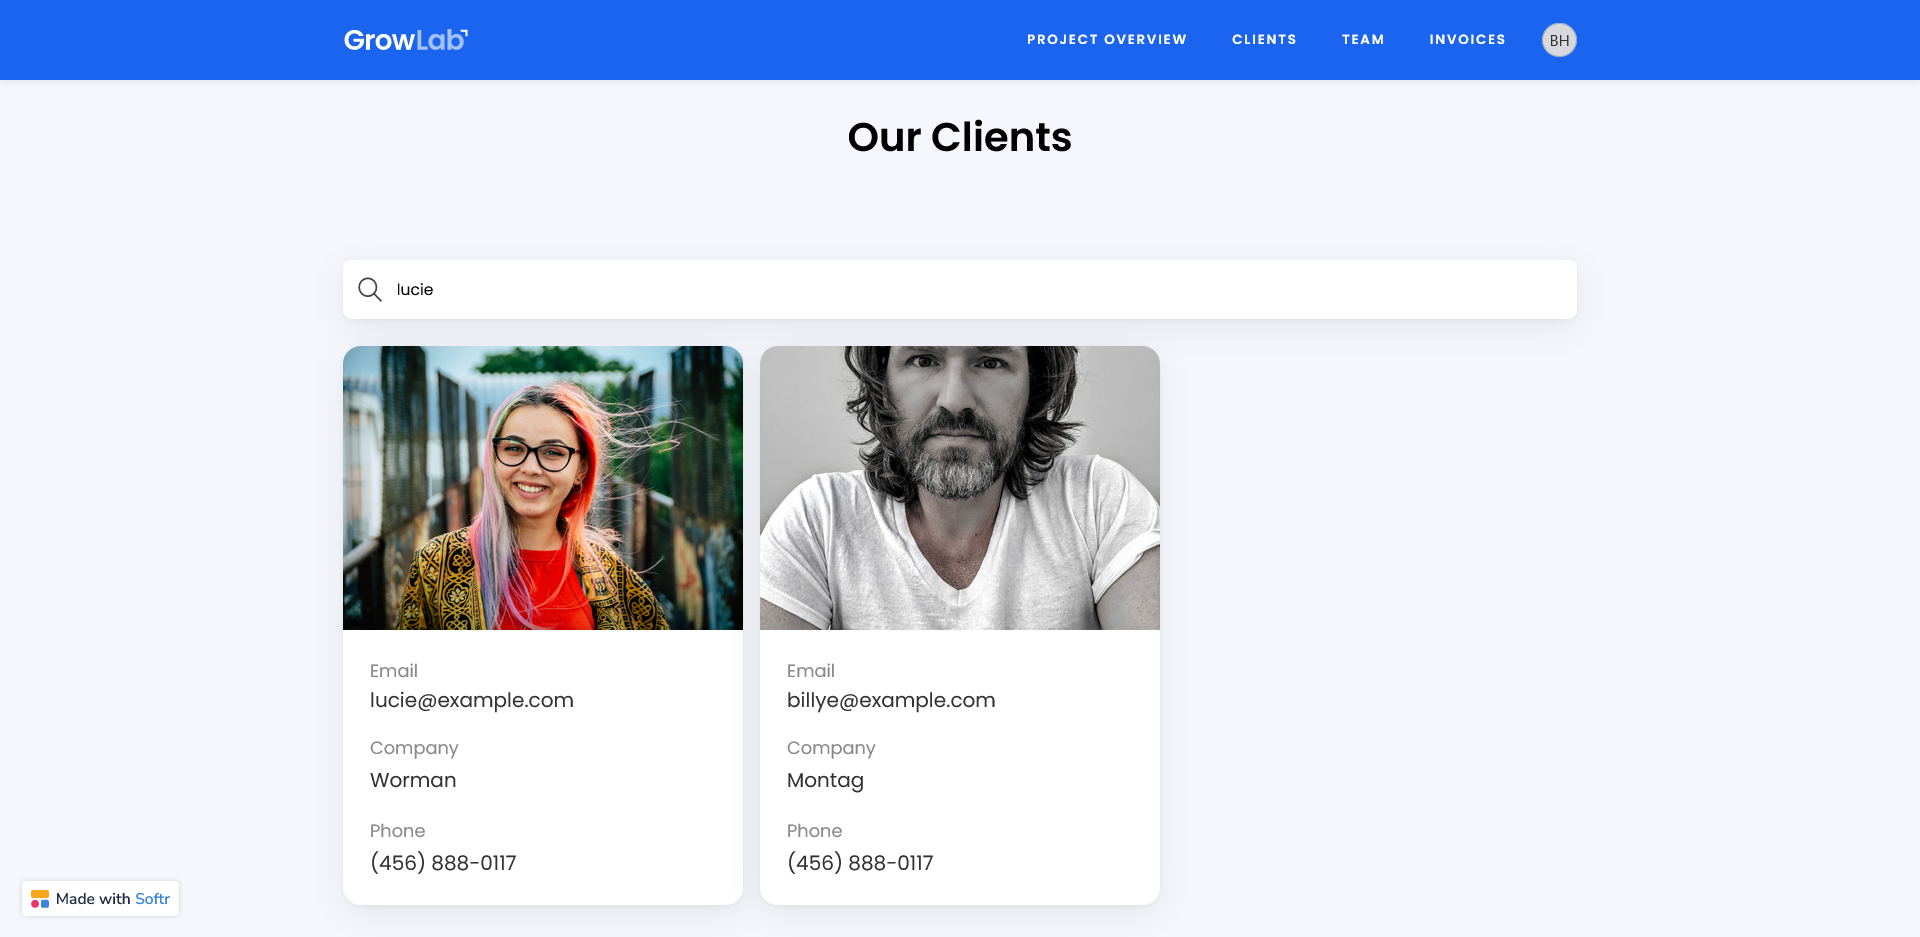 GrowLab
PROJECT OVERVIEW CLIENTS TEAM INVOICES BH
Our Clients
lucie
Email
lucie@example.com
Company
Worman
Phone
(456) 888-0117
Email
billye@example.com
Company
Montag
Phone
(456) 888-0117
Made with Softr